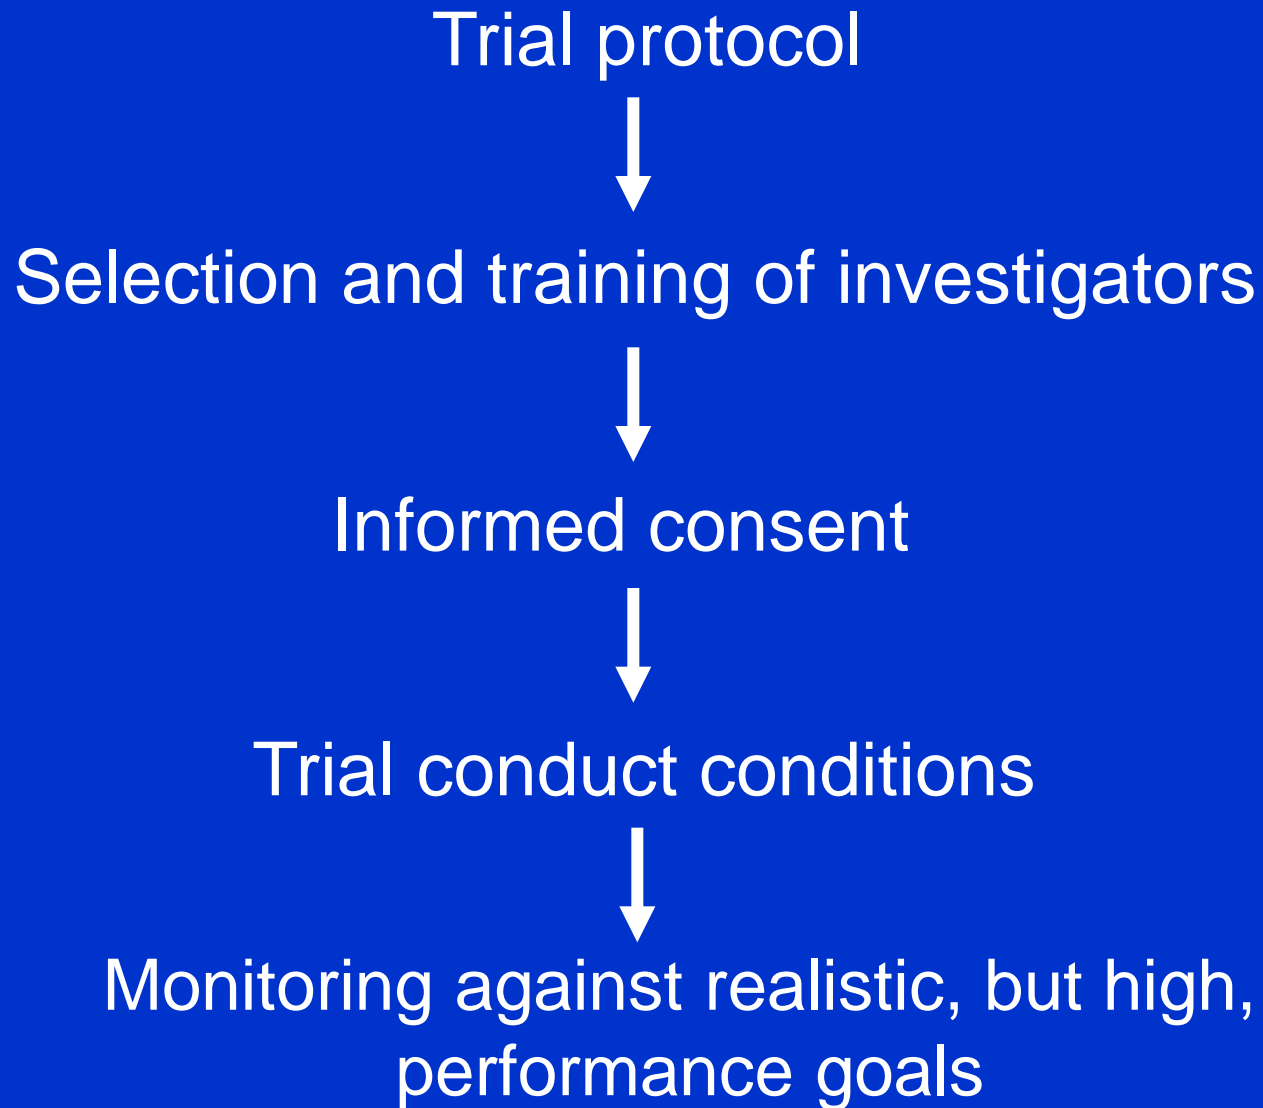 Trial protocol
Selection and training of investigators
Informed consent
Trial conduct conditions
Monitoring against realistic, but high,
performance goals